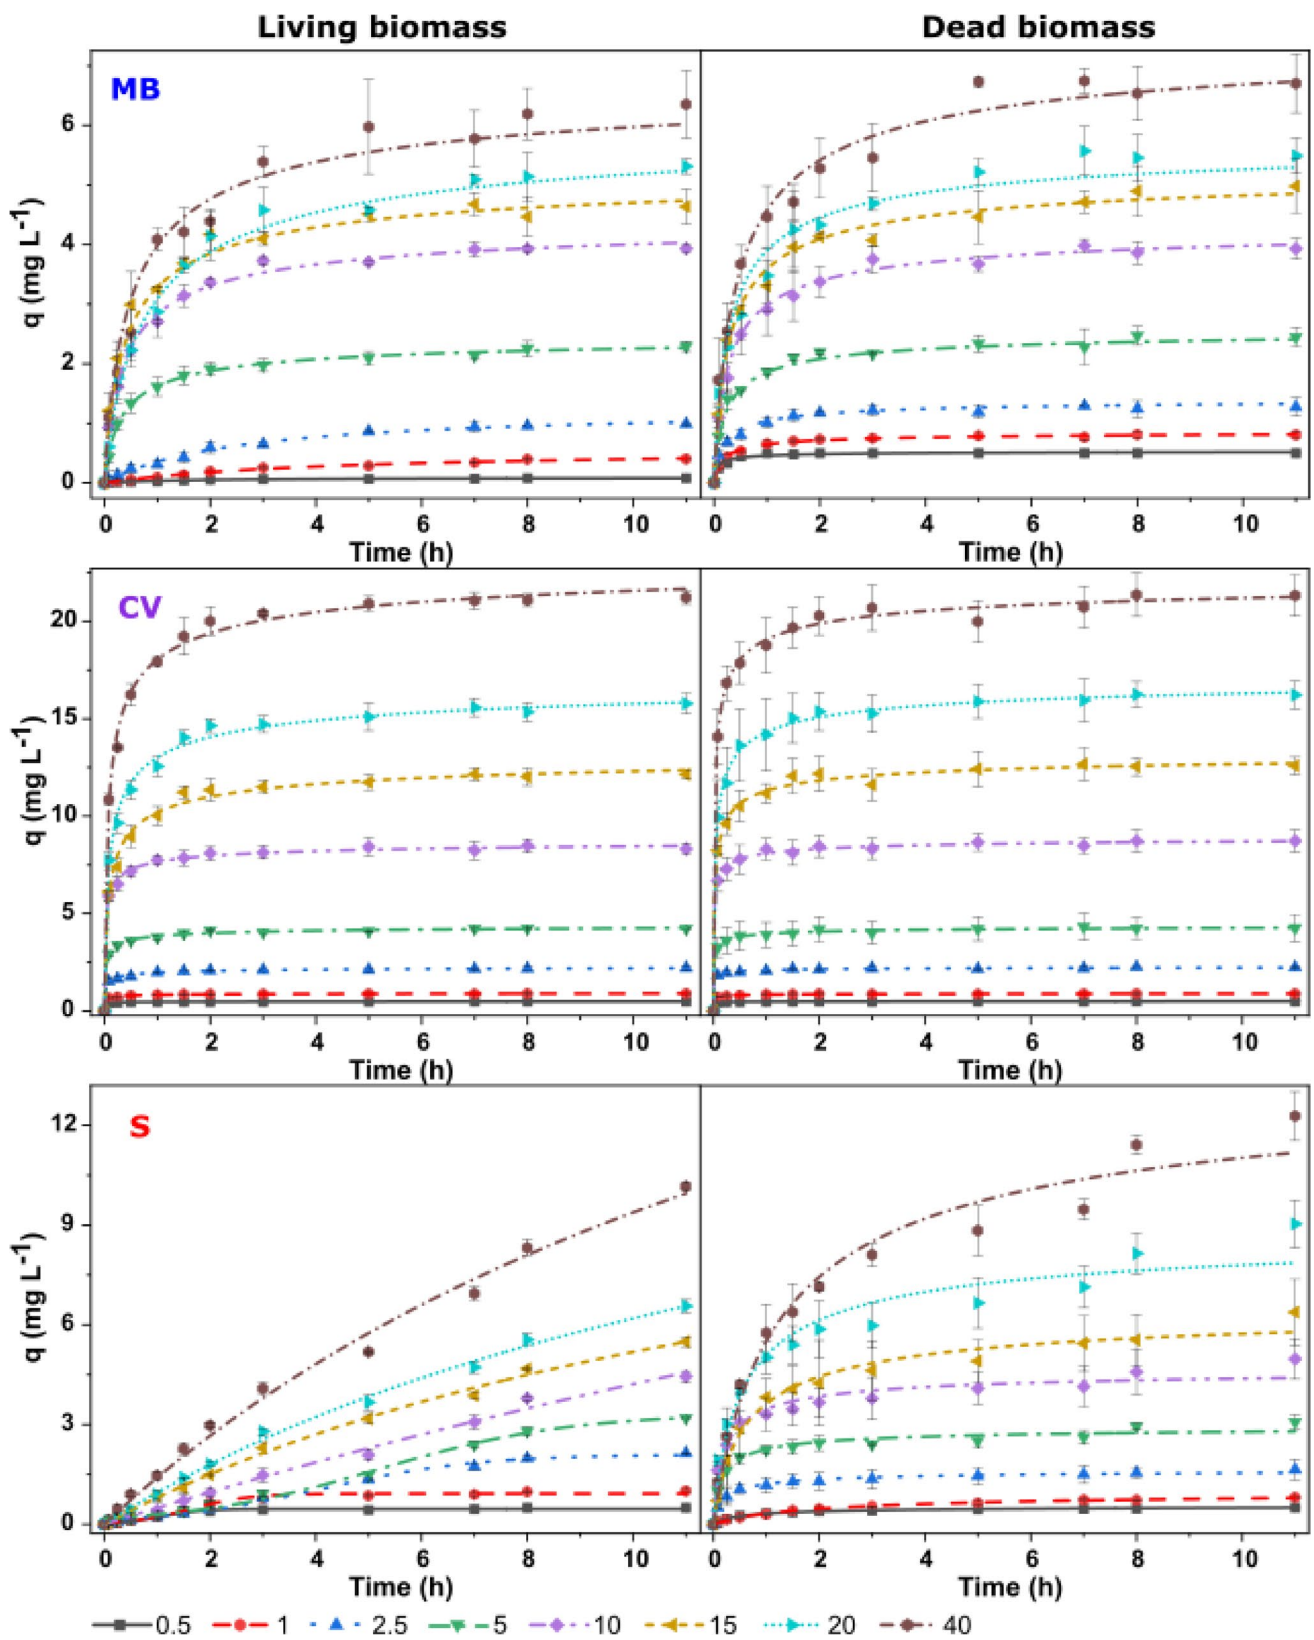 Living biomass Dead biomass
MB
q (mg L-1)
6
4
2
0
0 2 4 6 8 10 0 2 4 6 8 10
Time (h) Time (h)
CV
q (mg L-1)
20
15
10
5
0
0 2 4 6 8 10 0 2 4 6 8 10
Time (h) Time (h)
S
q (mg L-1)
12
9
6
3
0
0 2 4 6 8 10 0 2 4 6 8 10
Time (h) Time (h)
0.5 1 2.5 5 10 15 20 40